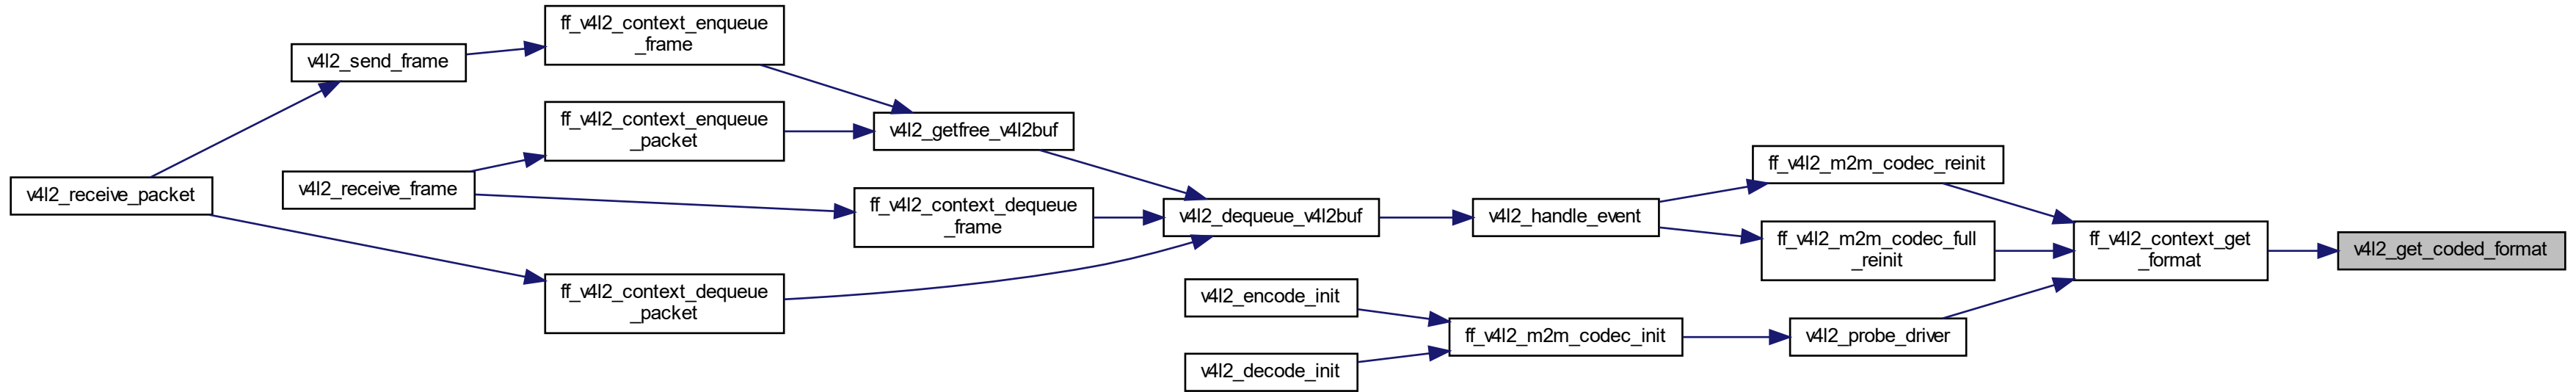 ff_v4l2_context_enqueue
_frame
v4l2_send_frame
ff_v4l2_context_enqueue
_packet
v4l2_getfree_v4l2buf
ff_v4l2_m2m_codec_reinit
v4l2_receive_packet
v4l2_receive_frame
ff_v4l2_context_dequeue
_frame
v4l2_dequeue_v4l2buf
v4l2_handle_event
ff_v4l2_m2m_codec_full
_reinit
ff_v4l2_context_get
_format
v4l2_get_coded_format
ff_v4l2_context_dequeue
_packet
v4l2_encode_init
ff_v4l2_m2m_codec_init
v4l2_probe_driver
v4l2_decode_init